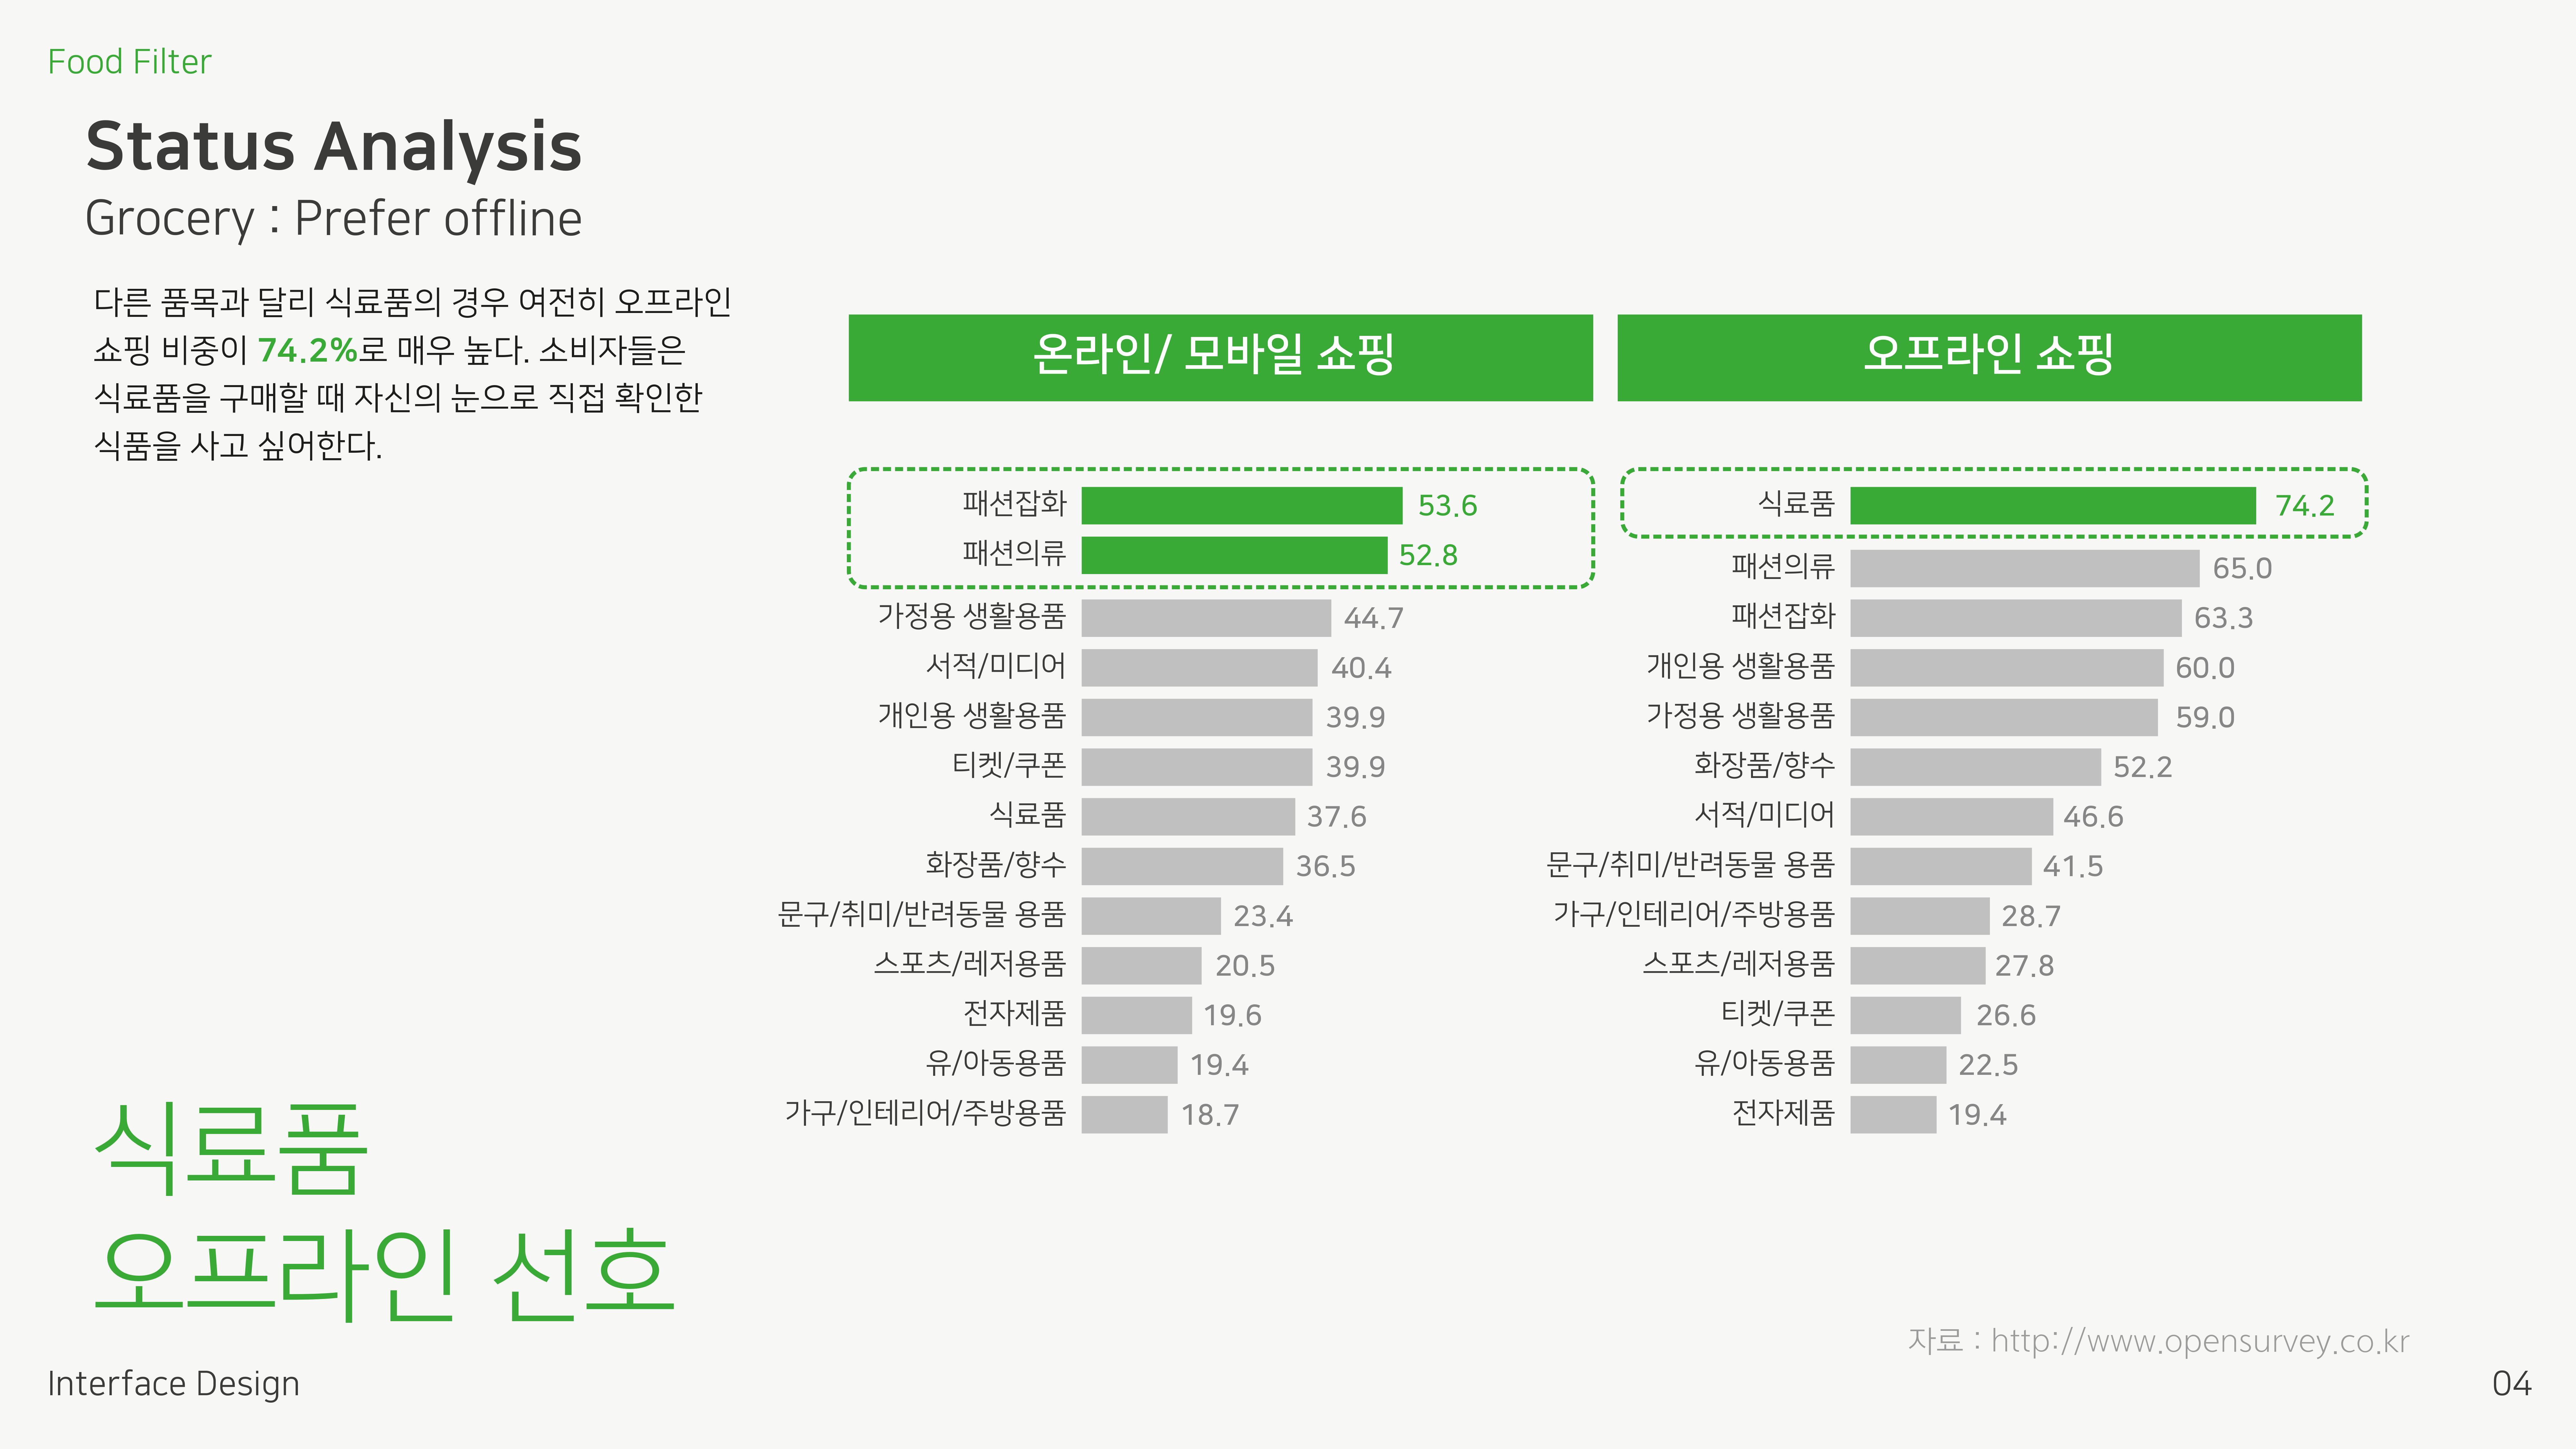 Food Filter
Status Analysis
Grocery : Prefer offline
다른 품목과 달리 식료품의 경우 여전히 오프라인
쇼핑 비중이 74.2%로 매우 높다. 소비자들은
식료품을 구매할 때 자신의 눈으로 직접 확인한
식품을 사고 싶어한다.
식료품
오프라인 선호
온라인/ 모바일 쇼핑
패션잡화 53.6
패션의류 52.8
가정용 생활용품 44.7
서적/미디어 40.4
개인용 생활용품 39.9
티켓/쿠폰 39.9
식료품 37.6
화장품/향수 36.5
문구/취미/반려동물 용품 23.4
스포츠/레저용품 20.5
전자제품 19.6
유/아동용품 19.4
가구/인테리어/주방용품 18.7
오프라인 쇼핑
식료품 74.2
패션의류 65.0
패션잡화 63.3
개인용 생활용품 60.0
가정용 생활용품 59.0
화장품/향수 52.2
서적/미디어 46.6
문구/취미/반려동물 용품 41.5
가구/인테리어/주방용품 28.7
스포츠/레저용품 27.8
티켓/쿠폰 26.6
유/아동용품 22.5
전자제품 19.4
자료 : http://www.opensurvey.co.kr
Interface Design
04